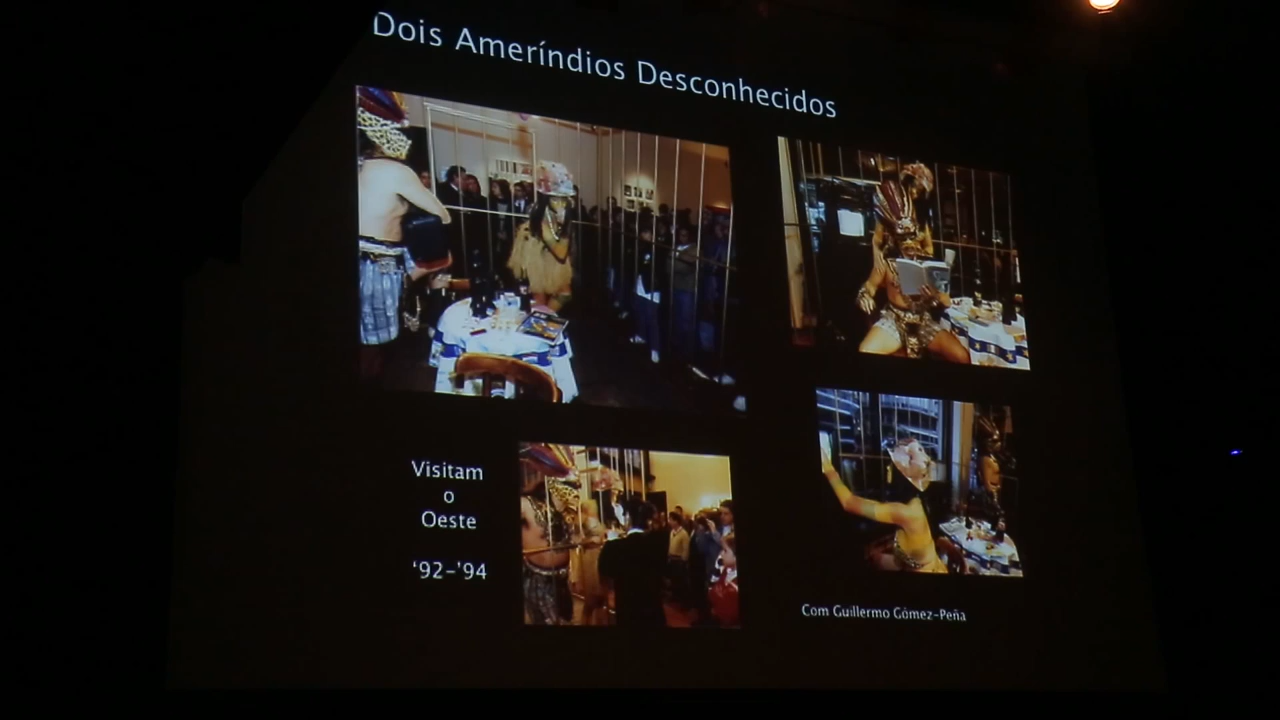 Dois Ameríndios Desconhecidos
Visitam
o
Oeste
‘92-’94
Com Guillermo Gómez-Peña